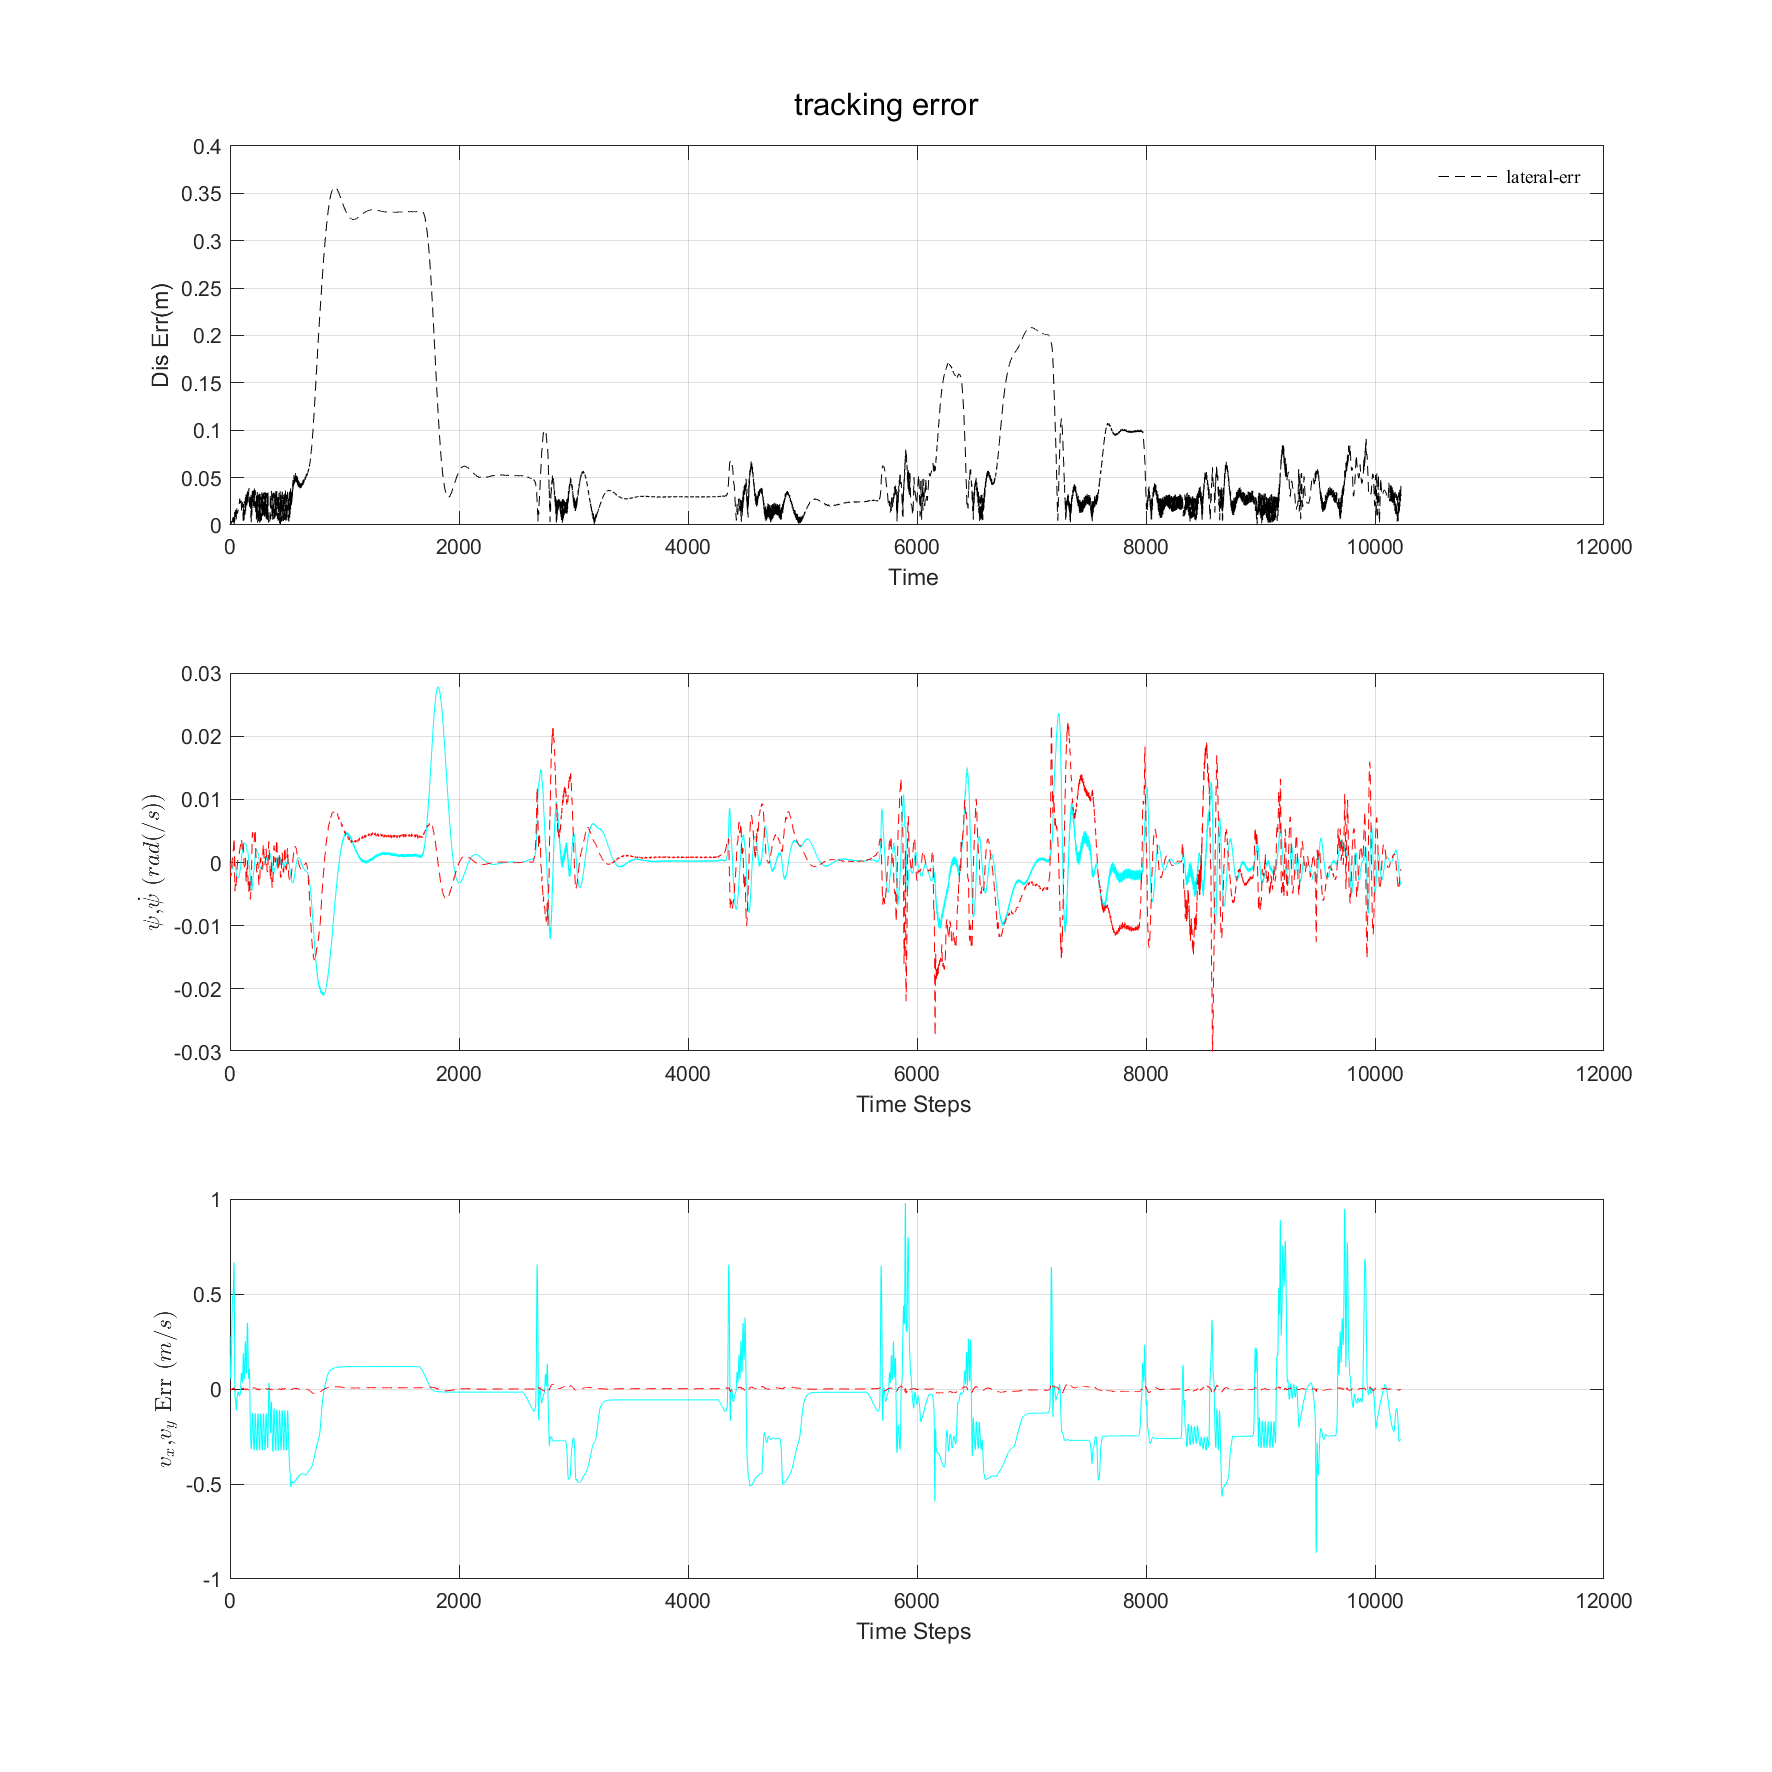 tracking error
0.4
0.35
0.3
0.25
0.2
0.15
0.1
0.05
0
Dis Err(m)
lateral-err
0 2000 4000 6000 8000 10000 12000
Time
0.03
0.02
0.01
0
-0.01
-0.02
-0.03
ψ,ψ̇ (rad(/s))
0 2000 4000 6000 8000 10000 12000
Time Steps
1
0.5
0
-0.5
-1
v_x,v_y Err (m/s)
0 2000 4000 6000 8000 10000 12000
Time Steps